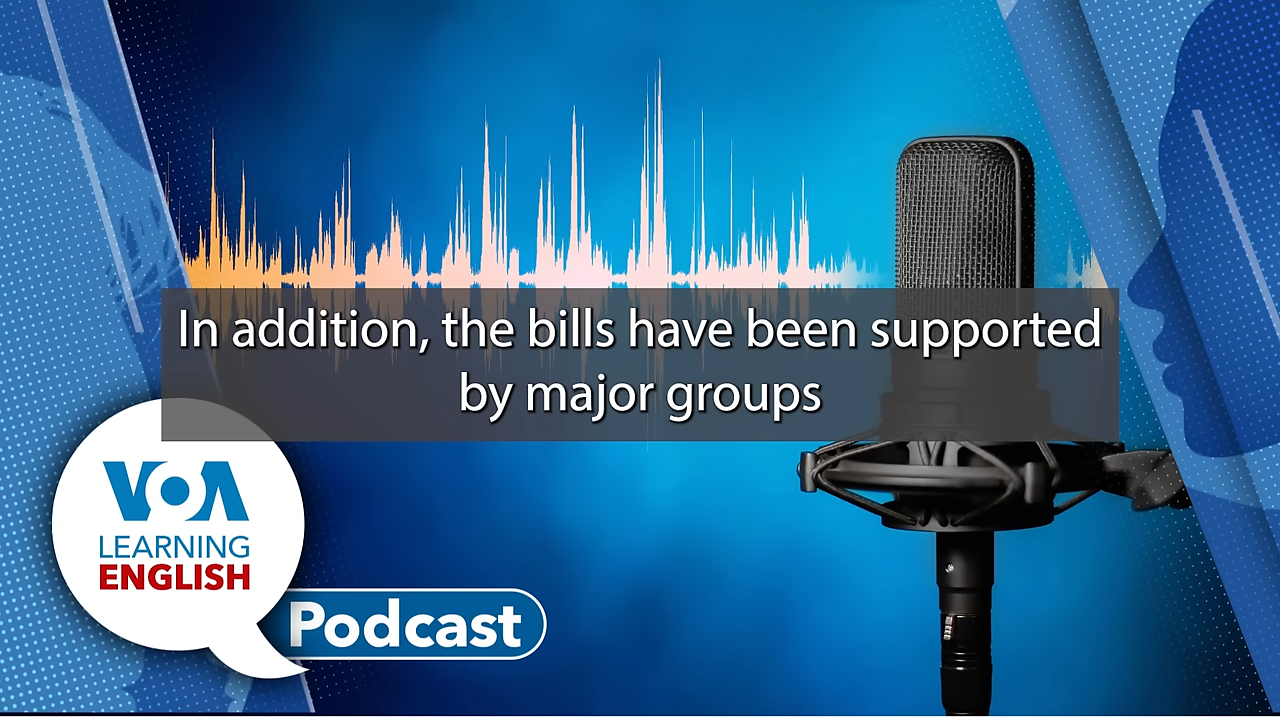 In addition, the bills have been supported
by major groups
VOA
LEARNING
ENGLISH
Podcast